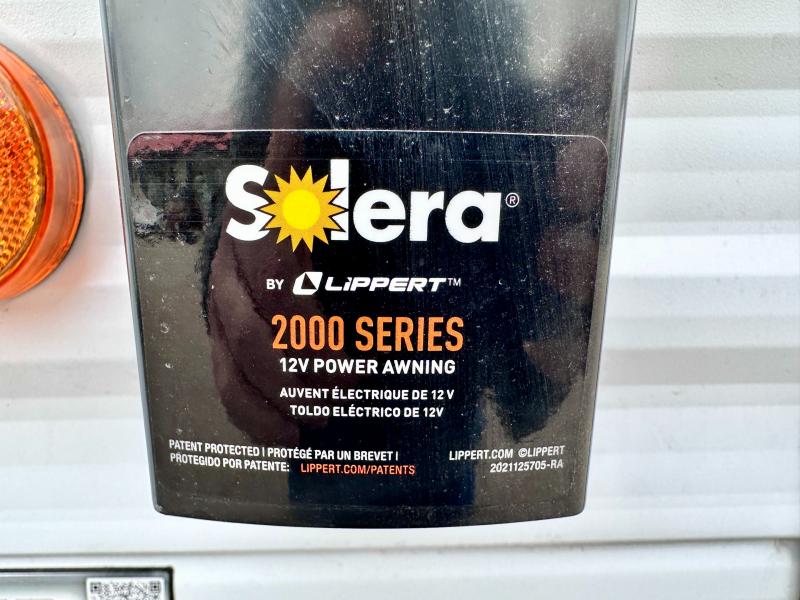 Solera®
BY LIPPERT™
2000 SERIES
12V POWER AWNING
AUVENT ÉLECTRIQUE DE 12 V
TOLDO ELÉCTRICO DE 12V
PATENT PROTECTED | PROTÉGÉ PAR UN BREVET |
PROTEGIDO POR PATENTE: LIPPERT.COM/PATENTS
LIPPERT.COM ©LIPPERT
2021125705-RA